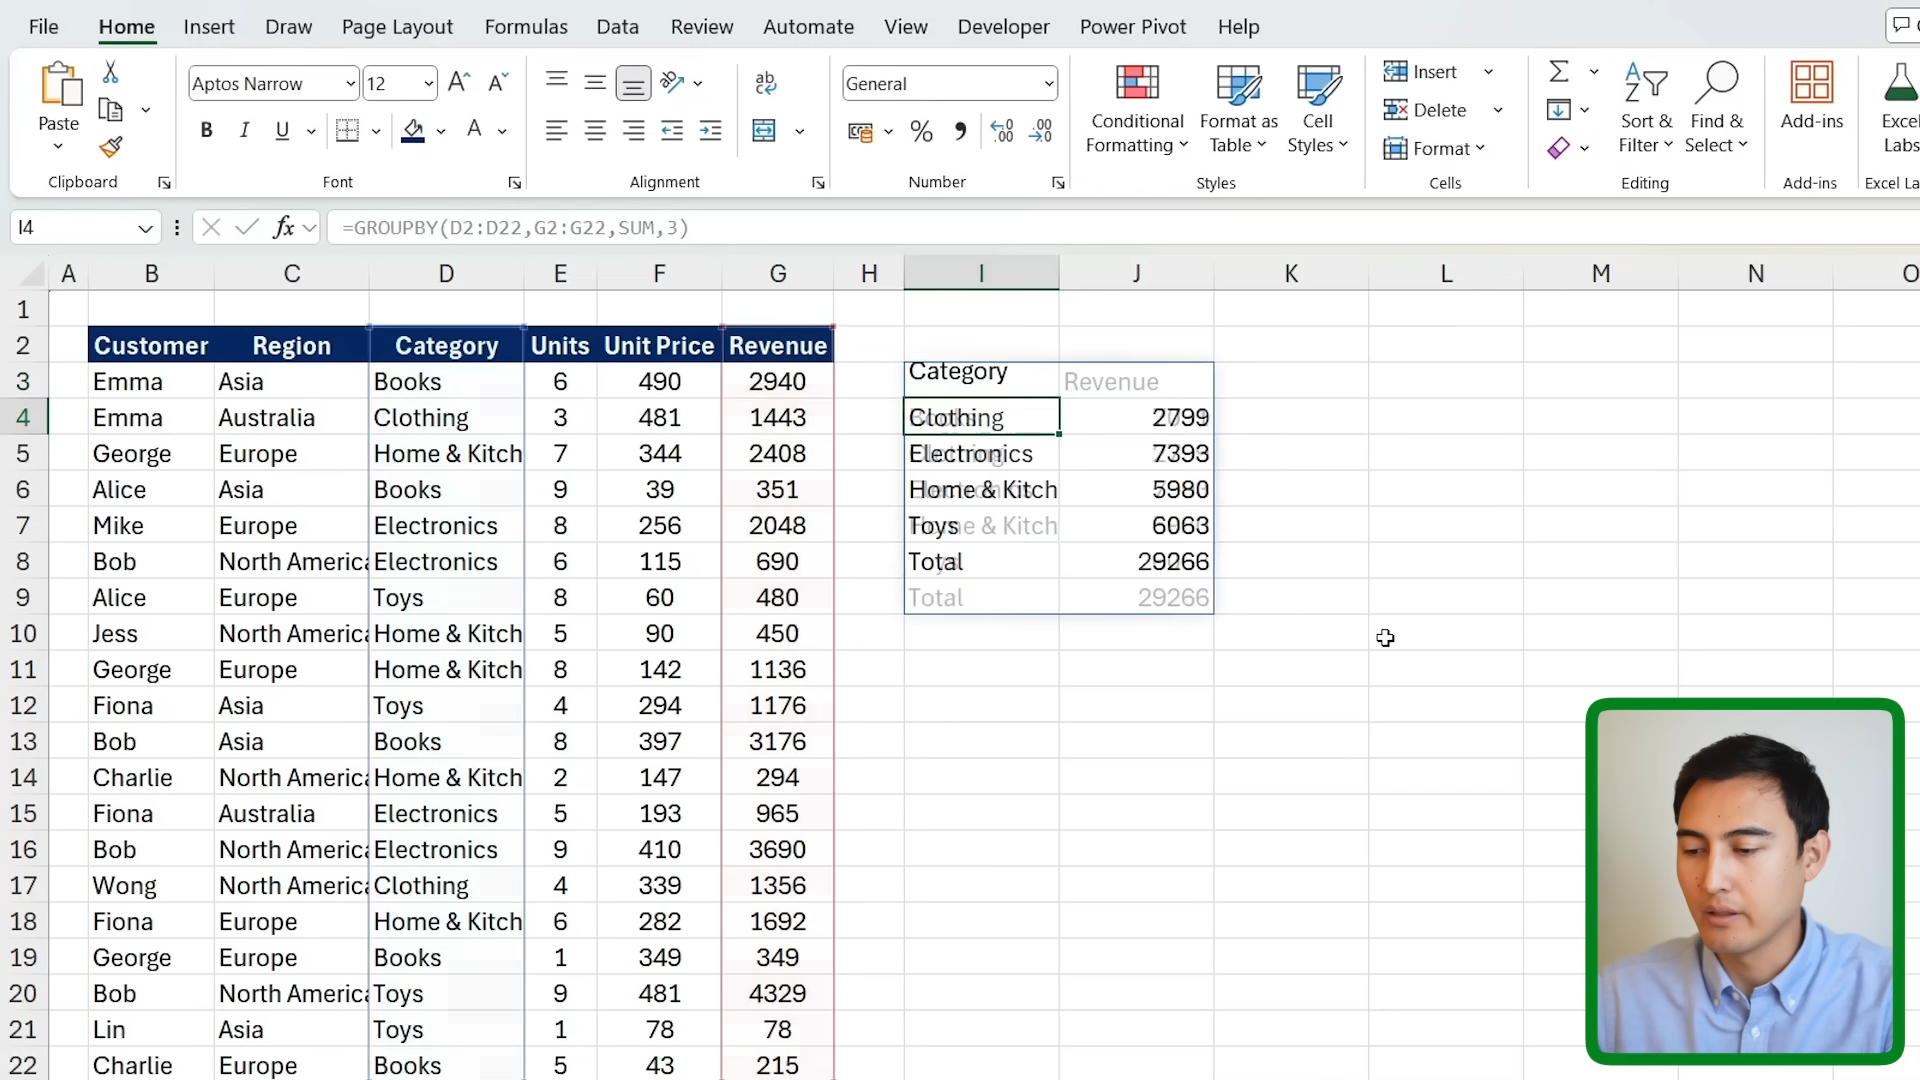 File Home Insert Draw Page Layout Formulas Data Review Automate View Developer Power Pivot Help
Paste
Aptos Narrow 12
B I U A
General
% 9
Conditional Formatting
Format as Table
Cell Styles
Insert
Delete
Format
Sort & Filter
Find & Select
Add-ins
Excel Labs
Clipboard Font Alignment Number Styles Cells Editing Add-ins Excel La
I4 fx =GROUPBY(D2:D22,G2:G22,SUM,3)
A B C D E F G H I J K L M N O
1
2 Customer Region Category Units Unit Price Revenue
3 Emma Asia Books 6 490 2940 Category Revenue
4 Emma Australia Clothing 3 481 1443 Clothing 2799
5 George Europe Home & Kitch 7 344 2408 Electronics 7393
6 Alice Asia Books 9 39 351 Home & Kitch 5980
7 Mike Europe Electronics 8 256 2048 Toys 6063
8 Bob North America Electronics 6 115 690 Total 29266
9 Alice Europe Toys 8 60 480 Total 29266
10 Jess North America Home & Kitch 5 90 450
11 George Europe Home & Kitch 8 142 1136
12 Fiona Asia Toys 4 294 1176
13 Bob Asia Books 8 397 3176
14 Charlie North America Home & Kitch 2 147 294
15 Fiona Australia Electronics 5 193 965
16 Bob North America Electronics 9 410 3690
17 Wong North America Clothing 4 339 1356
18 Fiona Europe Home & Kitch 6 282 1692
19 George Europe Books 1 349 349
20 Bob North America Toys 9 481 4329
21 Lin Asia Toys 1 78 78
22 Charlie Europe Books 5 43 215